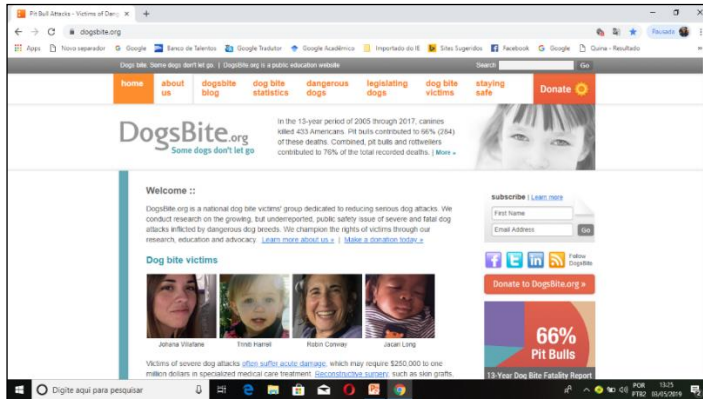 Pit Bull Attacks - Victims of Dang
dogsbite.org
Pausada
Apps Novo separador Google Banco de Talentos Google Tradutor Google Acadêmico Importado do IE Sites Sugeridos Facebook Google Quina - Resultado
Dogs bite. Some dogs don't let go. | DogsBite.org is a public education website
Search Go
home
about us
dogsbite blog
dog bite statistics
dangerous dogs
legislating dogs
dog bite victims
staying safe
Donate
DogsBite.org
Some dogs don't let go
In the 13-year period of 2005 through 2017, canines
killed 433 Americans. Pit bulls contributed to 66% (284)
of these deaths. Combined, pit bulls and rottweilers
contributed to 76% of the total recorded deaths. | More »
Welcome ::
DogsBite.org is a national dog bite victims' group dedicated to reducing serious dog attacks. We
conduct research on the growing, but underreported, public safety issue of severe and fatal dog
attacks inflicted by dangerous dog breeds. We champion the rights of victims through our
research, education and advocacy. Learn more about us » | Make a donation today »
Dog bite victims
Johana Villafane
Triniti Harrell
Robin Conway
Jacari Long
Victims of severe dog attacks often suffer acute damage, which may require $250,000 to one
million dollars in specialized medical care treatment. Reconstructive surgery, such as skin grafts,
subscribe | Learn more
First Name
Email Address Go
Follow
DogsBite
Donate to DogsBite.org »
66%
Pit Bulls
13-Year Dog Bite Fatality Report
Digite aqui para pesquisar
POR
PTB2
13:25
03/05/2019